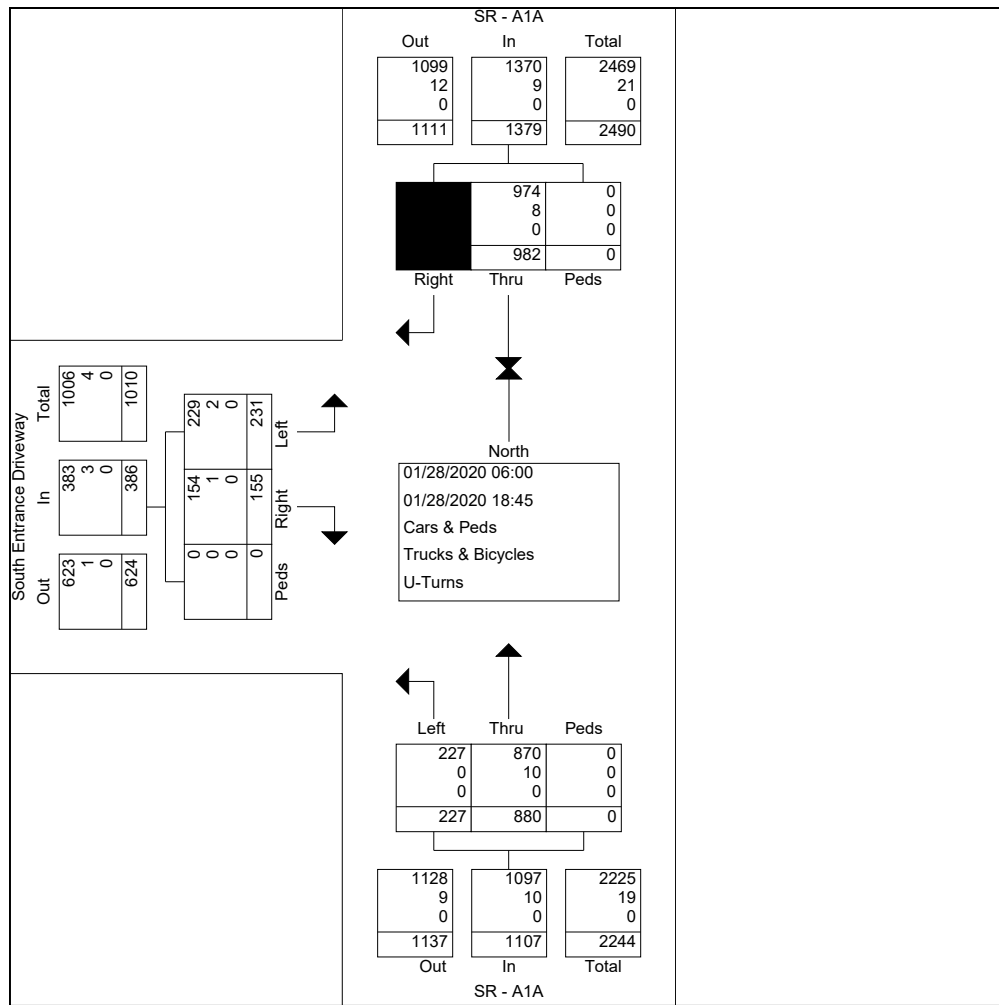 SR - A1A
Out In Total
1099 1370 2469
12 9 21
0 0 0
1111 1379 2490
974 0
8 0
0 0
982 0
Right Thru Peds
South Entrance Driveway
Total
1006
4
0
1010
In
383
3
0
386
Out
623
1
0
624
229
2
0
231
Left
154
1
0
155
Right
0
0
0
0
Peds
North
01/28/2020 06:00
01/28/2020 18:45
Cars & Peds
Trucks & Bicycles
U-Turns
Left Thru Peds
227 870 0
0 10 0
0 0 0
227 880 0
1128 1097 2225
9 10 19
0 0 0
1137 1107 2244
Out In Total
SR - A1A